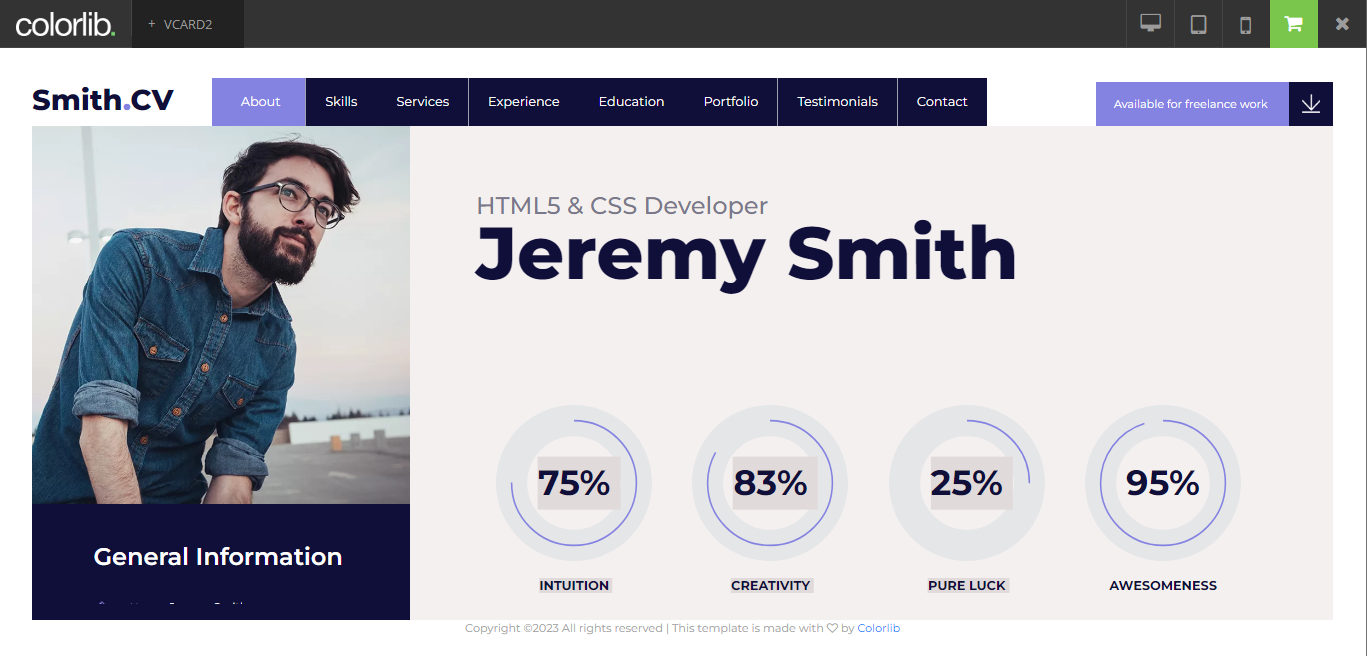 colorlib.
+ VCARD2
Smith.CV
About Skills Services Experience Education Portfolio Testimonials Contact
Available for freelance work
HTML5 & CSS Developer
Jeremy Smith
75% 83% 25% 95%
INTUITION CREATIVITY PURE LUCK AWESOMENESS
General Information
Copyright ©2023 All rights reserved | This template is made with ♡ by Colorlib